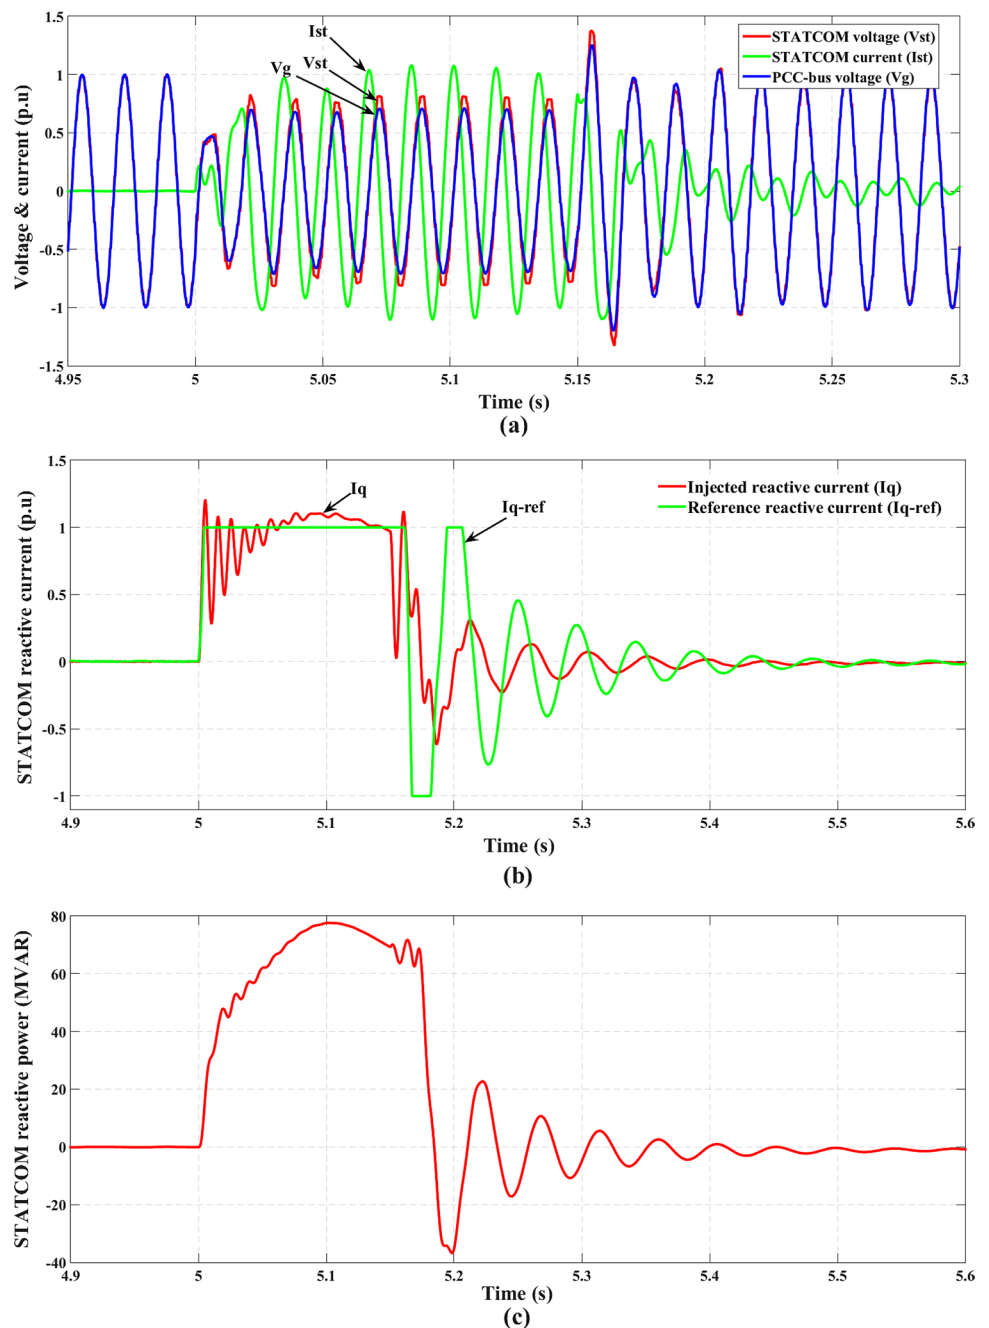 1.5
1
0.5
0
-0.5
-1
-1.5
Voltage & current (p.u)
Ist
Vst
Vg
STATCOM voltage (Vst)
STATCOM current (Ist)
PCC-bus voltage (Vg)
4.95 5 5.05 5.1 5.15 5.2 5.25 5.3
Time (s)
(a)
1.5
1
0.5
0
-0.5
-1
STATCOM reactive current (p.u)
Iq
Iq-ref
Injected reactive current (Iq)
Reference reactive current (Iq-ref)
4.9 5 5.1 5.2 5.3 5.4 5.5 5.6
Time (s)
(b)
80
60
40
20
0
-20
-40
STATCOM reactive power (MVAR)
4.9 5 5.1 5.2 5.3 5.4 5.5 5.6
Time (s)
(c)